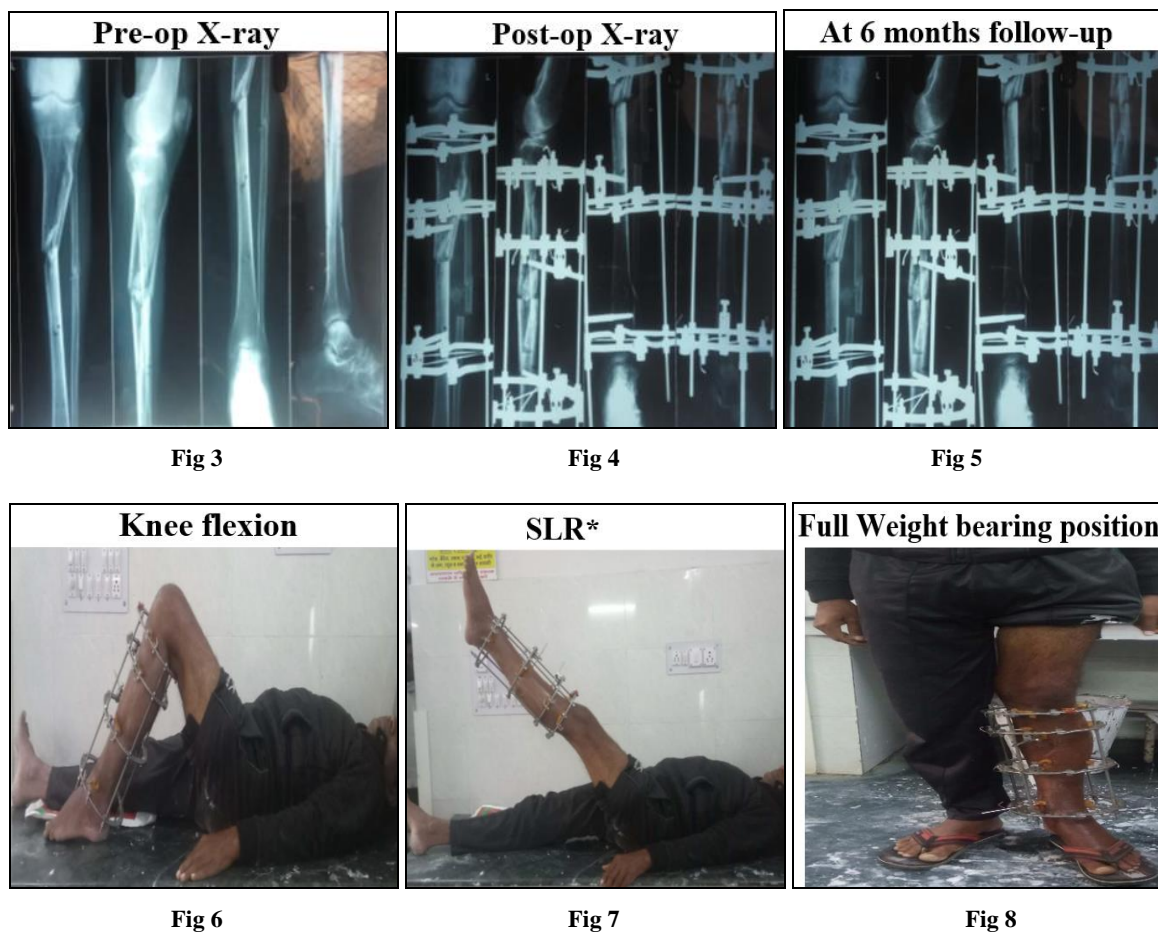 Pre-op X-ray
Post-op X-ray
At 6 months follow-up
L
L
Fig 3
Fig 4
Fig 5
Knee flexion
SLR*
Full Weight bearing position
Fig 6
Fig 7
Fig 8